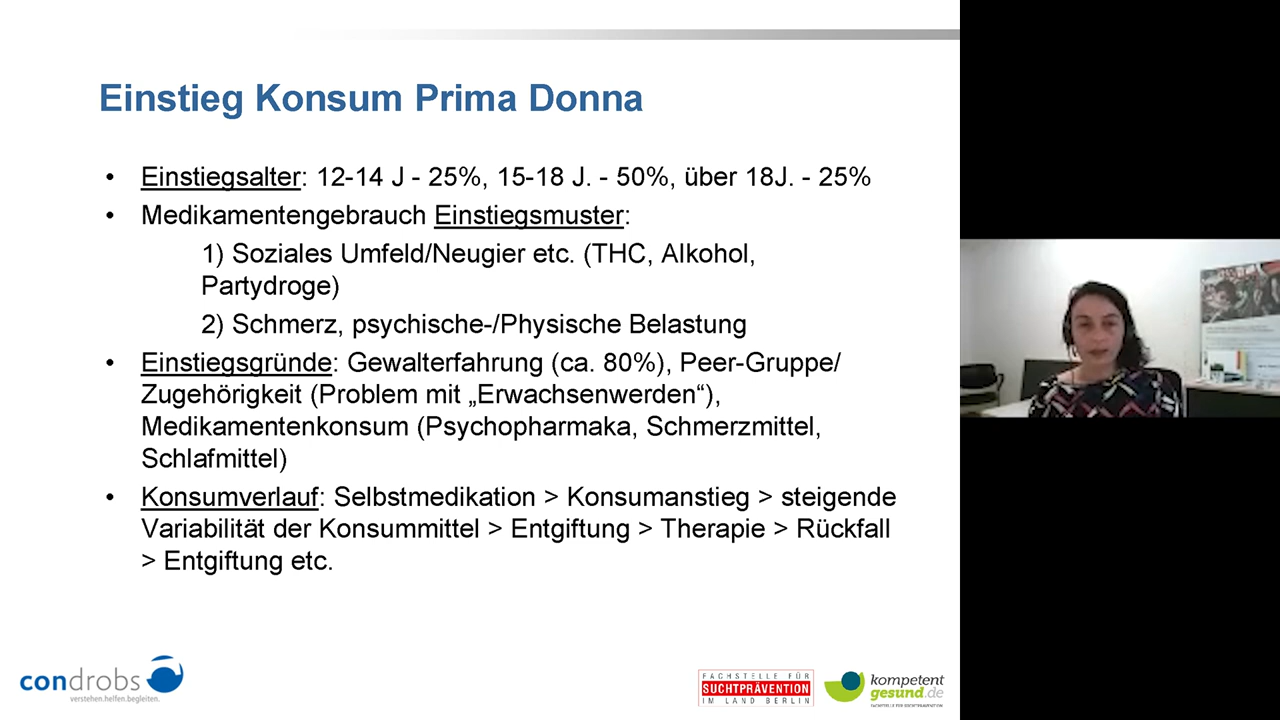 Einstieg Konsum Prima Donna
• Einstiegsalter: 12-14 J - 25%, 15-18 J. - 50%, über 18J. - 25%
• Medikamentengebrauch Einstiegsmuster:
1) Soziales Umfeld/Neugier etc. (THC, Alkohol,
Partydroge)
2) Schmerz, psychische-/Physische Belastung
• Einstiegsgründe: Gewalterfahrung (ca. 80%), Peer-Gruppe/
Zugehörigkeit (Problem mit „Erwachsenwerden“),
Medikamentenkonsum (Psychopharmaka, Schmerzmittel,
Schlafmittel)
• Konsumverlauf: Selbstmedikation > Konsumanstieg > steigende
Variabilität der Konsummittel > Entgiftung > Therapie > Rückfall
> Entgiftung etc.
condrobs
verstehen.helfen.begleiten.
FACHSTELLE FÜR
SUCHTPRÄVENTION
IM LAND BERLIN
kompetent
gesund.de
FACHSTELLE FÜR SUCHTPRÄVENTION